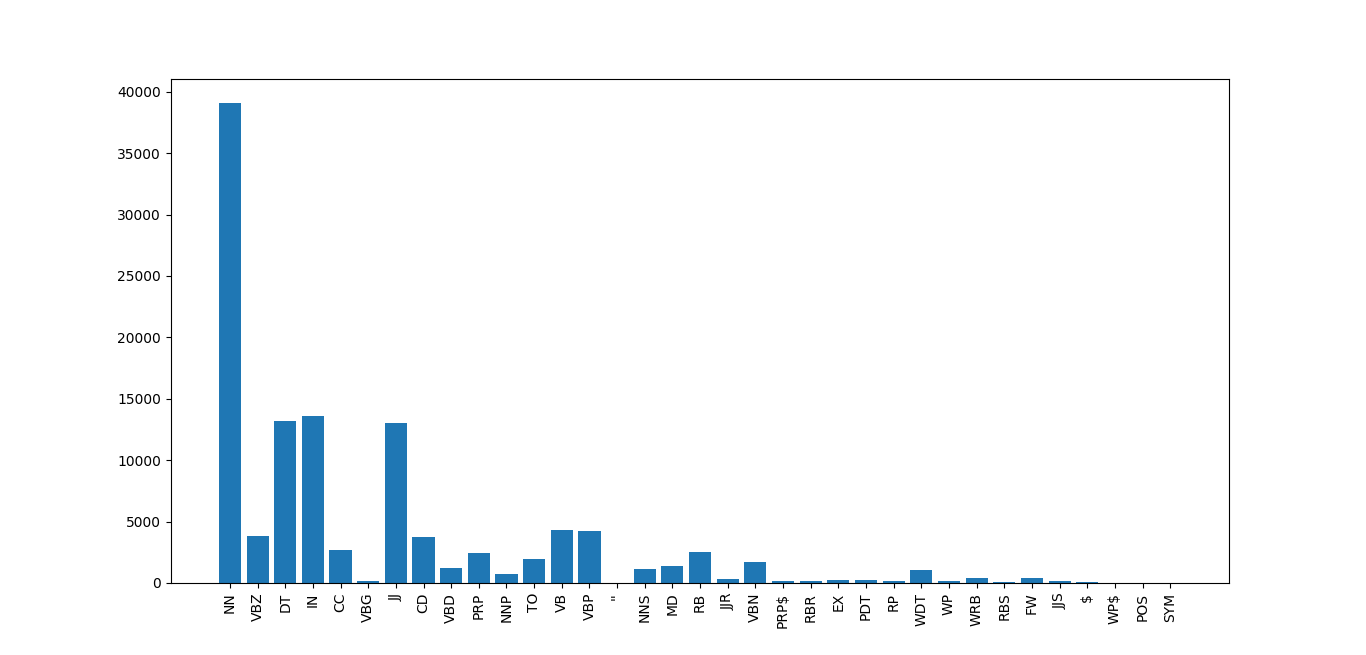 40000
35000
30000
25000
20000
15000
10000
5000
0
NN
VBZ
DT
IN
CC
VBG
JJ
CD
VBD
PRP
NNP
TO
VB
VBP
"
NNS
MD
RB
JJR
VBN
PRP$
RBR
EX
PDT
RP
WDT
WP
WRB
RBS
FW
JJS
$
WP$
POS
SYM